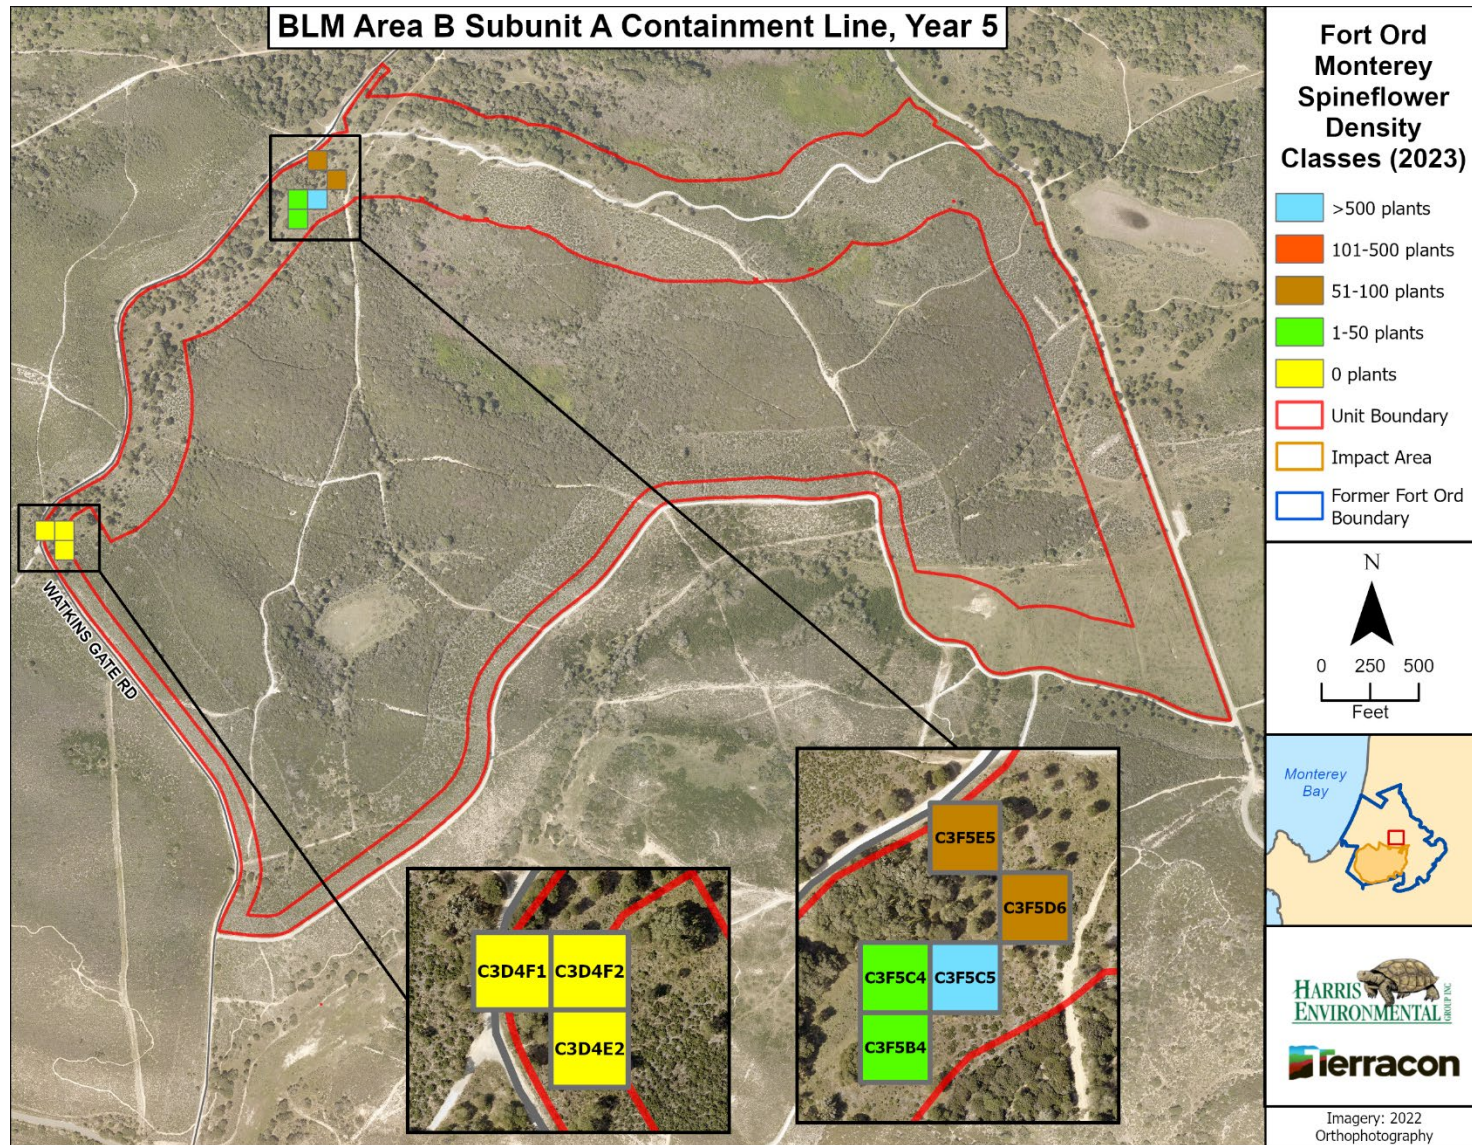 BLM Area B Subunit A Containment Line, Year 5
WATKINS GATE RD
C3D4F1
C3D4F2
C3D4E2
C3F5E5
C3F5D6
C3F5C4
C3F5C5
C3F5B4
Fort Ord
Monterey
Spineflower
Density
Classes (2023)
>500 plants
101-500 plants
51-100 plants
1-50 plants
0 plants
Unit Boundary
Impact Area
Former Fort Ord
Boundary
N
0 250 500
Feet
Monterey
Bay
HARRIS
ENVIRONMENTAL
GROUP INC
Terracon
Imagery: 2022
Orthophotography